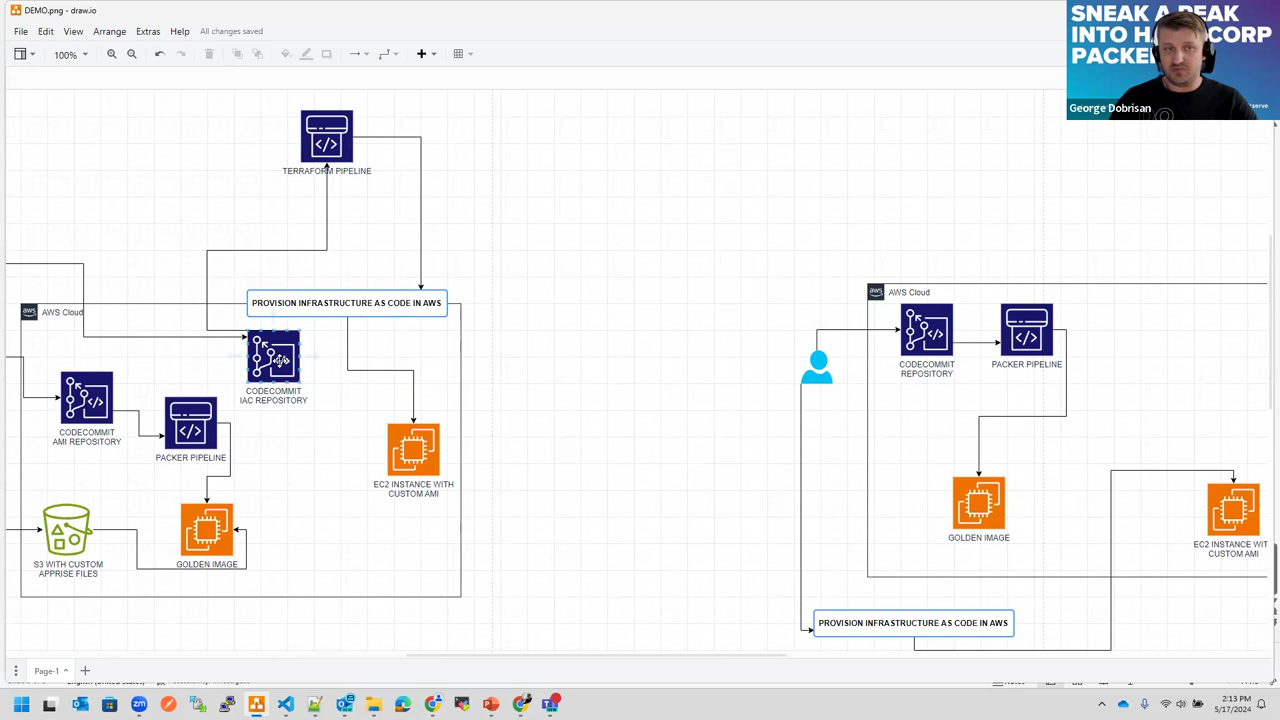 DEMO.png - draw.io
File Edit View Arrange Extras Help All changes saved
100%
SNEAK A PEAK
INTO HA CORP
PACKE
George Dobrisan
TERRAFORM PIPELINE
PROVISION INFRASTRUCTURE AS CODE IN AWS
aws AWS Cloud
CODECOMMIT
IAC REPOSITORY
CODECOMMIT
AMI REPOSITORY
PACKER PIPELINE
EC2 INSTANCE WITH
CUSTOM AMI
S3 WITH CUSTOM
APPRISE FILES
GOLDEN IMAGE
aws AWS Cloud
CODECOMMIT
REPOSITORY
PACKER PIPELINE
GOLDEN IMAGE
EC2 INSTANCE WIT
CUSTOM AMI
PROVISION INFRASTRUCTURE AS CODE IN AWS
Page-1
zm
2:13 PM
5/17/2024